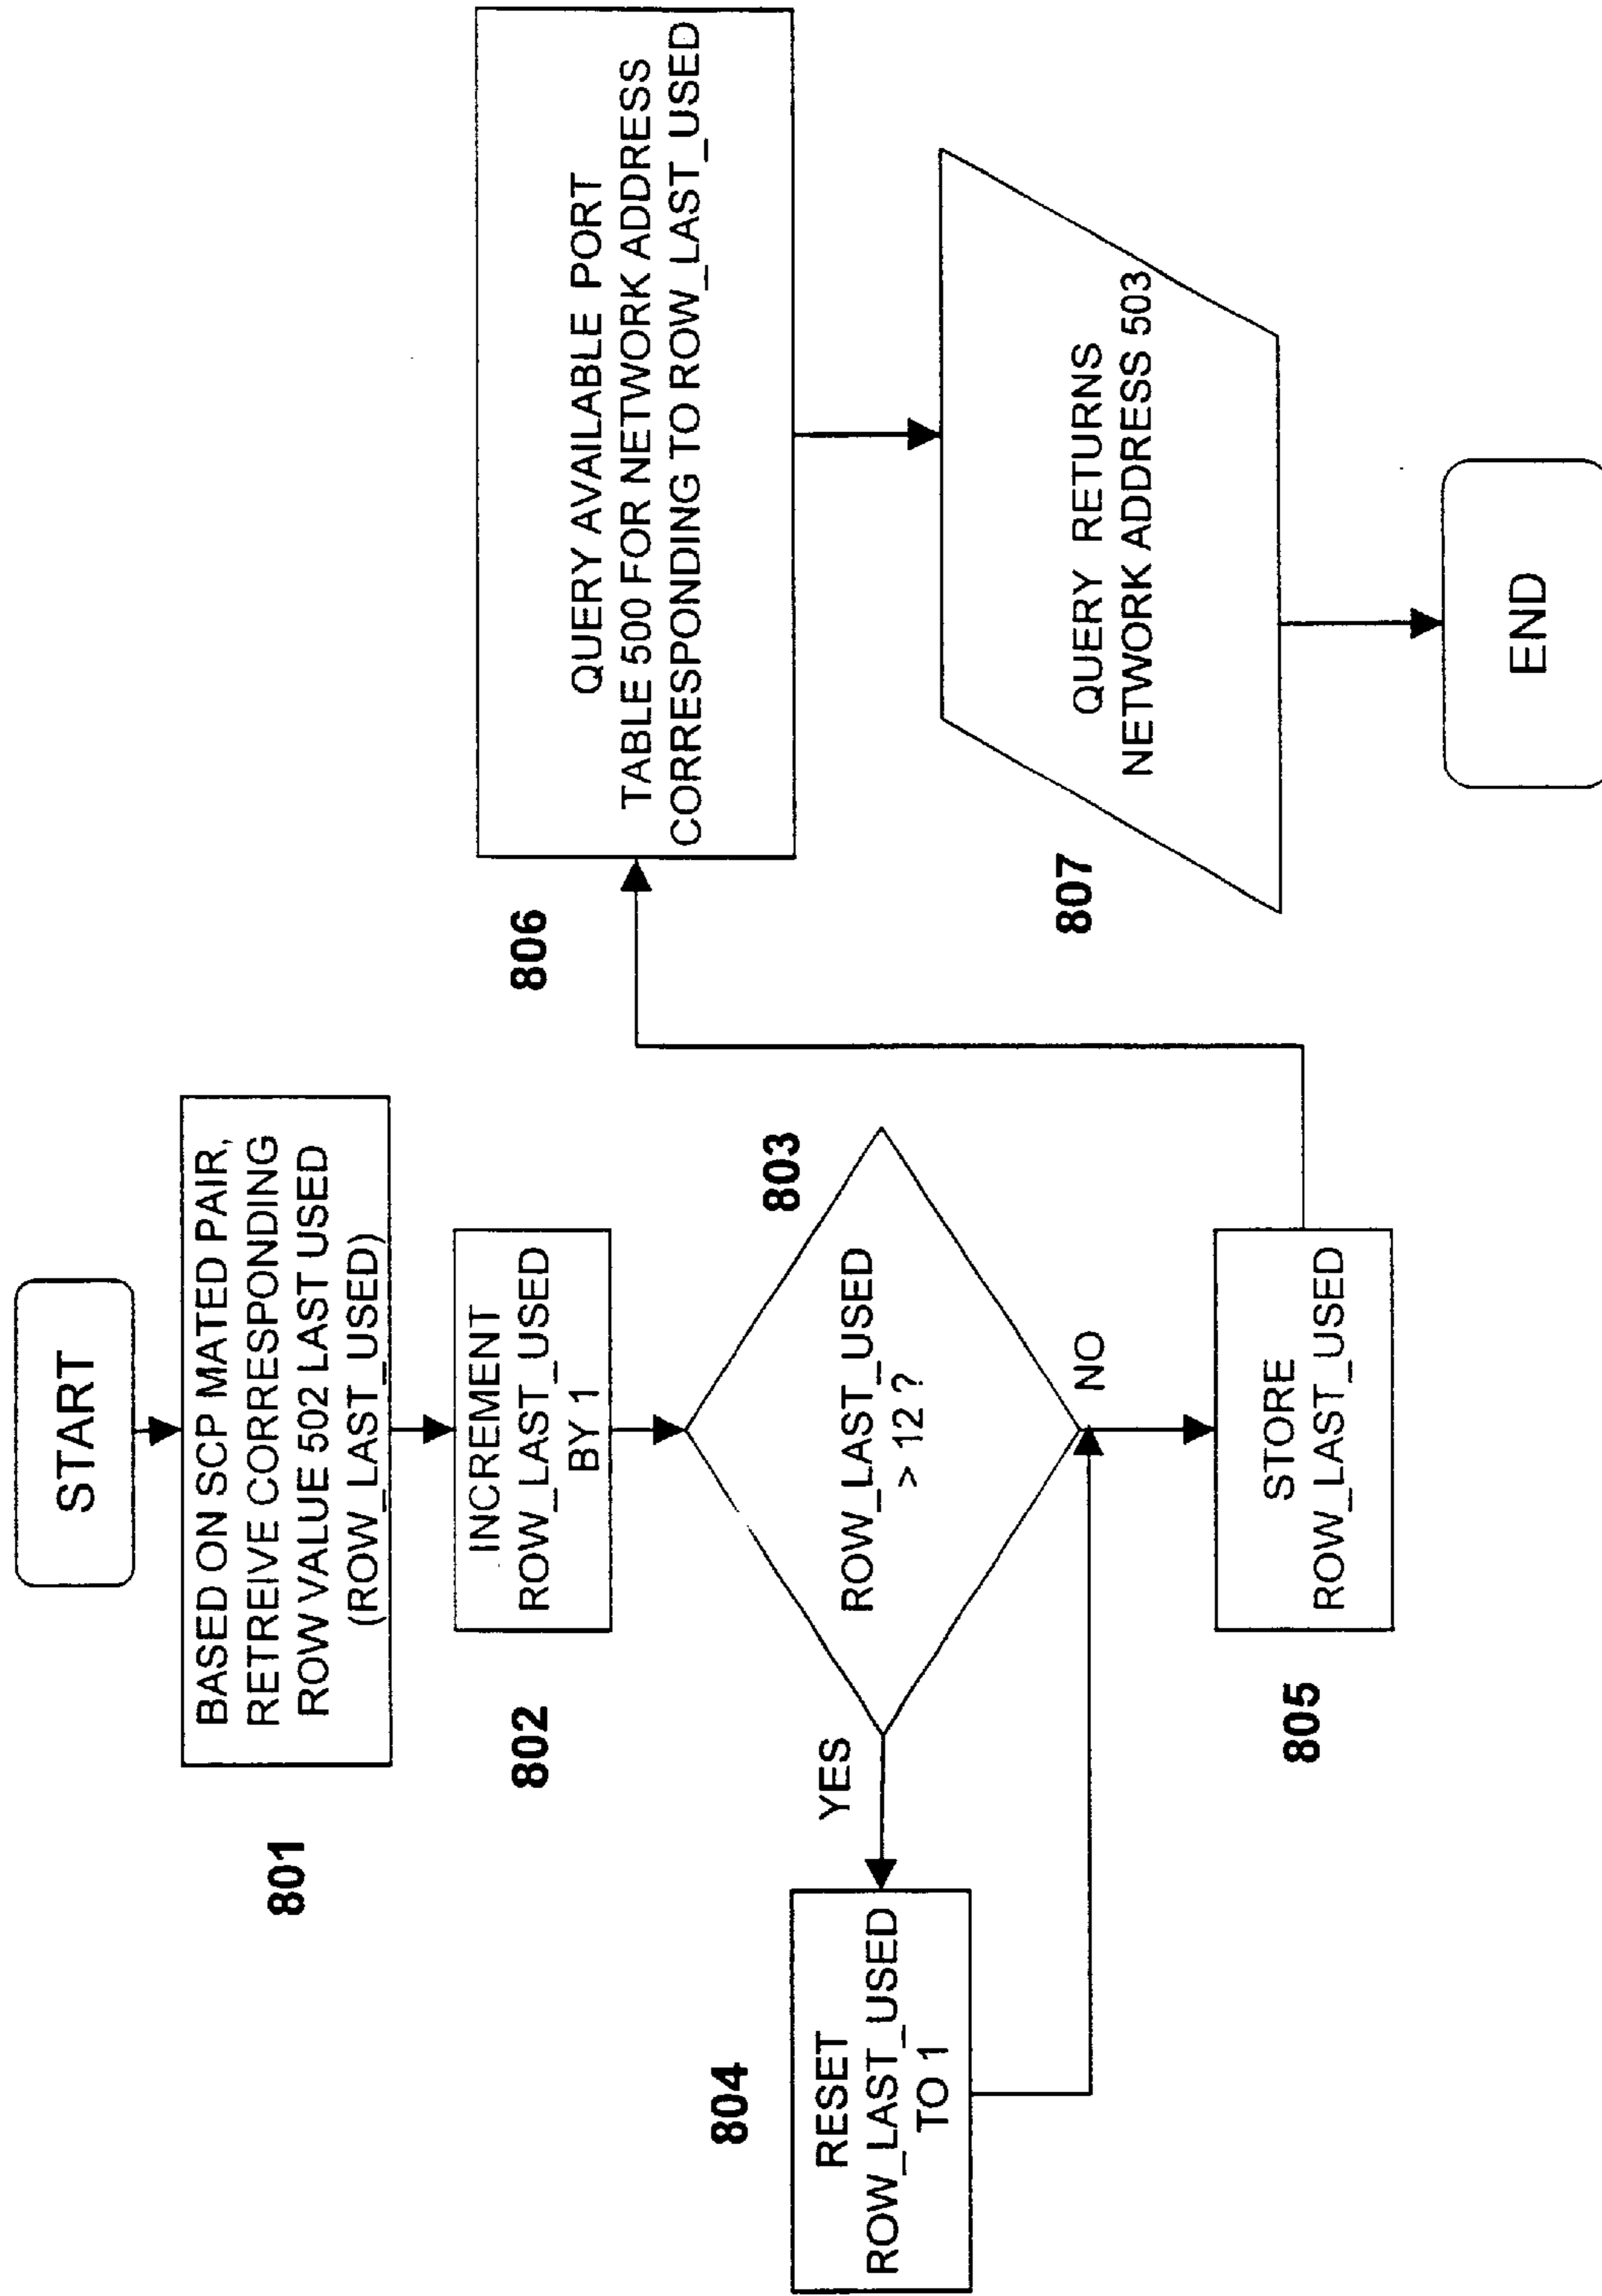 START
801
BASED ON SCP MATED PAIR,
RETREIVE CORRESPONDING
ROW VALUE 502 LAST USED
(ROW_LAST_USED)
802
INCREMENT
ROW_LAST_USED
BY 1
803
ROW_LAST_USED
> 12 ?
YES
NO
804
RESET
ROW_LAST_USED
TO 1
805
STORE
ROW_LAST_USED
806
QUERY AVAILABLE PORT
TABLE 500 FOR NETWORK ADDRESS
CORRESPONDING TO ROW_LAST_USED
807
QUERY RETURNS
NETWORK ADDRESS 503
END